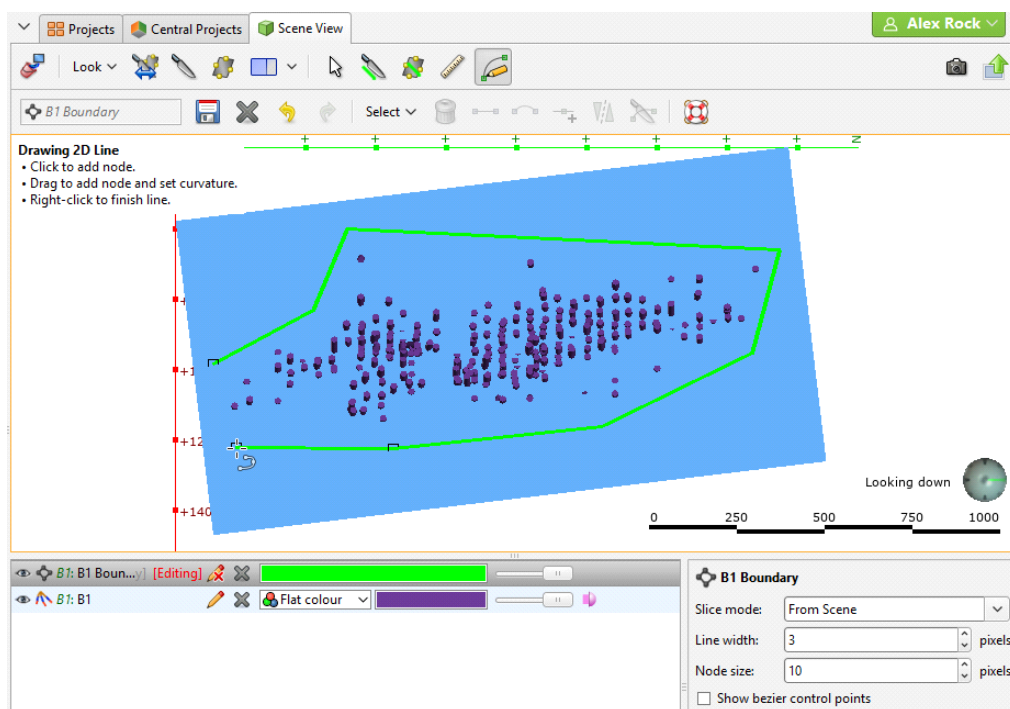 Projects Central Projects Scene View Alex Rock
Look
B1 Boundary Select
Drawing 2D Line
• Click to add node.
• Drag to add node and set curvature.
• Right-click to finish line.
+ + + + + + + + N
+1
+12
+140
Looking down
0 250 500 750 1000
B1: B1 Boun...y] [Editing]
B1: B1 Flat colour
B1 Boundary
Slice mode: From Scene
Line width: 3 pixels
Node size: 10 pixels
Show bezier control points